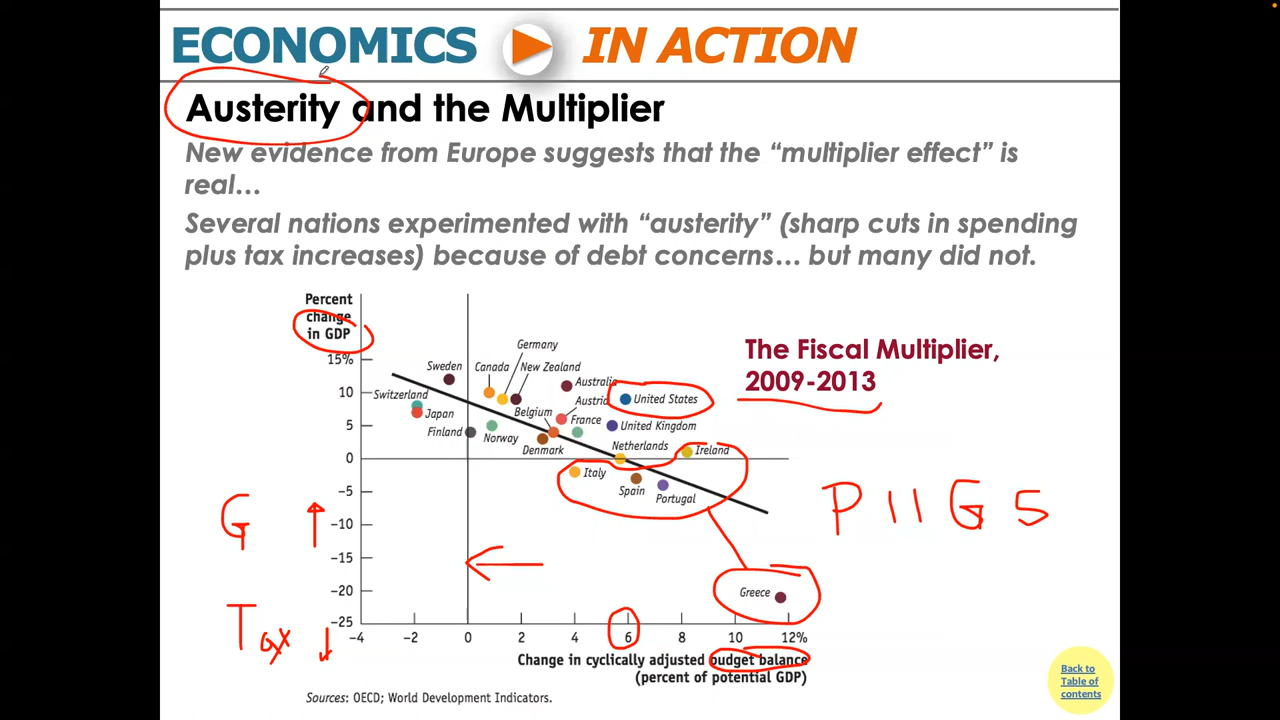 ECONOMICS IN ACTION
Austerity and the Multiplier
New evidence from Europe suggests that the “multiplier effect” is
real…
Several nations experimented with “austerity” (sharp cuts in spending
plus tax increases) because of debt concerns… but many did not.
Percent
change
in GDP
The Fiscal Multiplier,
2009-2013
15%
10
5
0
−5
−10
−15
−20
−25
Germany
Sweden
Canada
New Zealand
Australia
Switzerland
United States
Japan
Belgium
Austria
France
United Kingdom
Finland
Norway
Denmark
Netherlands
Ireland
Italy
Spain
Portugal
Greece
G ↑
P I I G S
Tax ↓
−4 −2 0 2 4 6 8 10 12%
Change in cyclically adjusted budget balance
(percent of potential GDP)
Sources: OECD; World Development Indicators.
Back to
Table of
contents